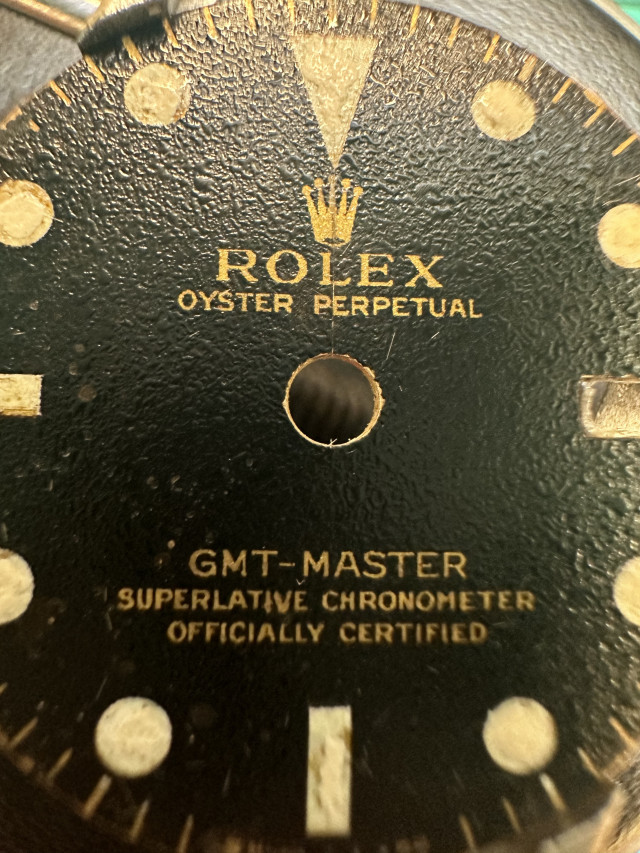 ROLEX
OYSTER PERPETUAL
GMT-MASTER
SUPERLATIVE CHRONOMETER
OFFICIALLY CERTIFIED